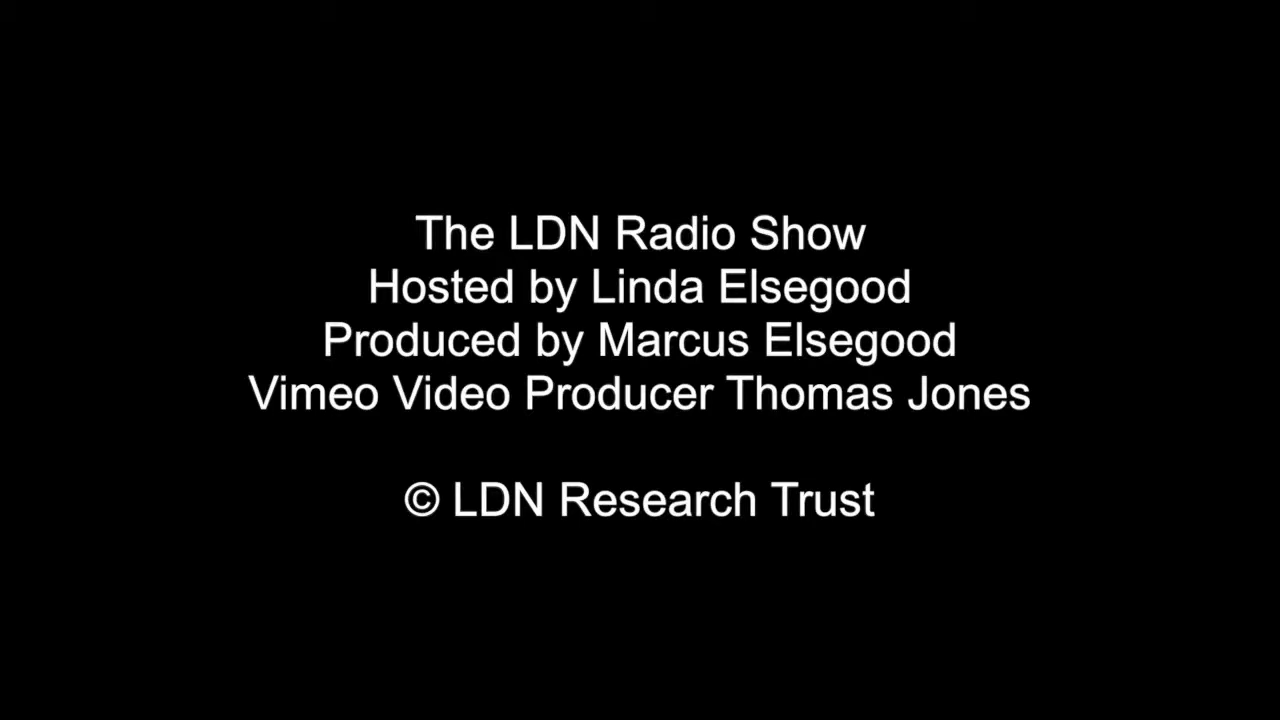 The LDN Radio Show
Hosted by Linda Elsegood
Produced by Marcus Elsegood
Vimeo Video Producer Thomas Jones
© LDN Research Trust